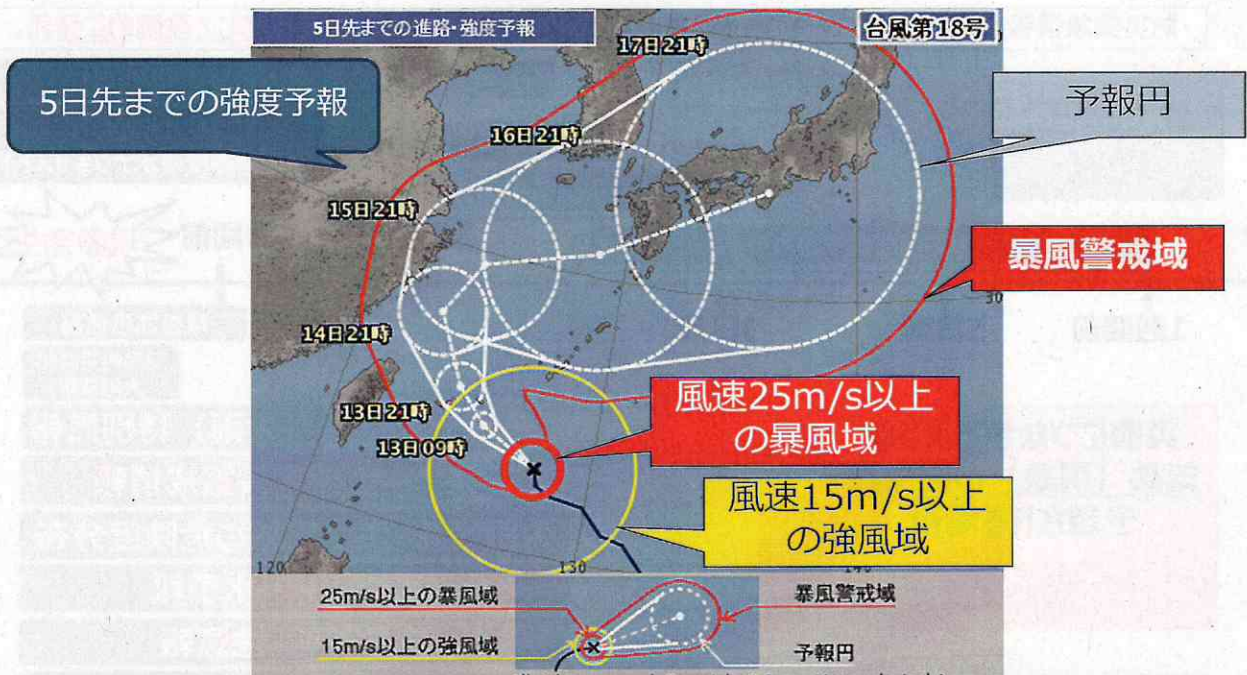 5日先までの進路・強度予報
台風第18号
17日21時
5日先までの強度予報
予報円
16日21時
15日21時
暴風警戒域
30
14日21時
風速25m/s以上
の暴風域
13日21時
13日09時
風速15m/s以上
の強風域
120
130
140
25m/s以上の暴風域
暴風警戒域
15m/s以上の強風域
予報円